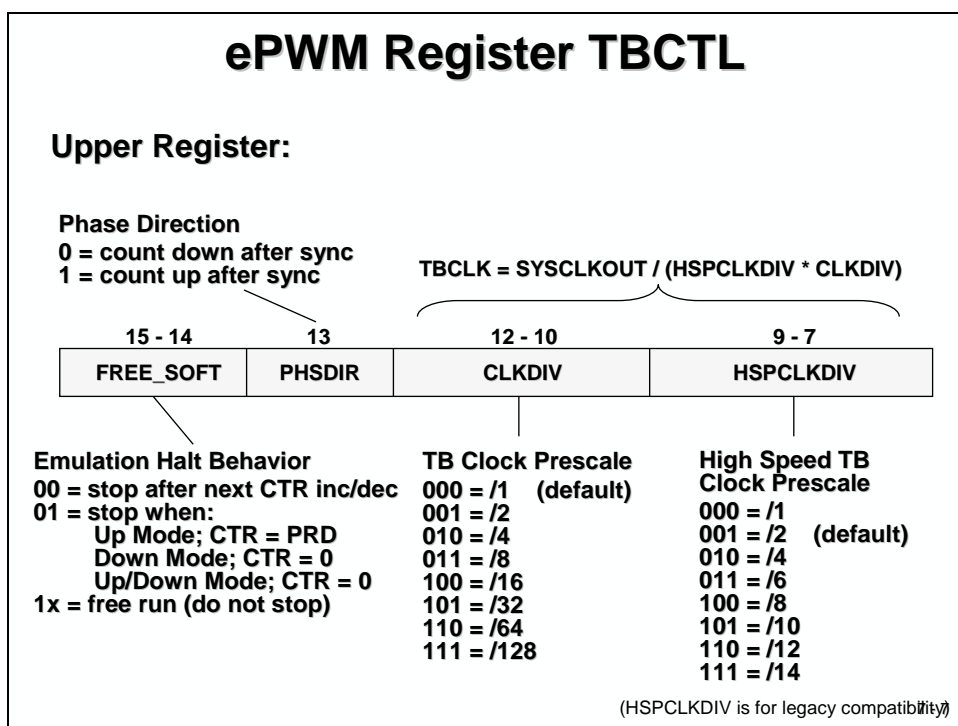 ePWM Register TBCTL
Upper Register:
Phase Direction
0 = count down after sync
1 = count up after sync
TBCLK = SYSCLKOUT / (HSPCLKDIV * CLKDIV)
15 - 14
13
12 - 10
9 - 7
FREE_SOFT
PHSDIR
CLKDIV
HSPCLKDIV
Emulation Halt Behavior
00 = stop after next CTR inc/dec
01 = stop when:
Up Mode; CTR = PRD
Down Mode; CTR = 0
Up/Down Mode; CTR = 0
1x = free run (do not stop)
TB Clock Prescale
000 = /1 (default)
001 = /2
010 = /4
011 = /8
100 = /16
101 = /32
110 = /64
111 = /128
High Speed TB
Clock Prescale
000 = /1
001 = /2 (default)
010 = /4
011 = /6
100 = /8
101 = /10
110 = /12
111 = /14
(HSPCLKDIV is for legacy compatibility)
7 - 7